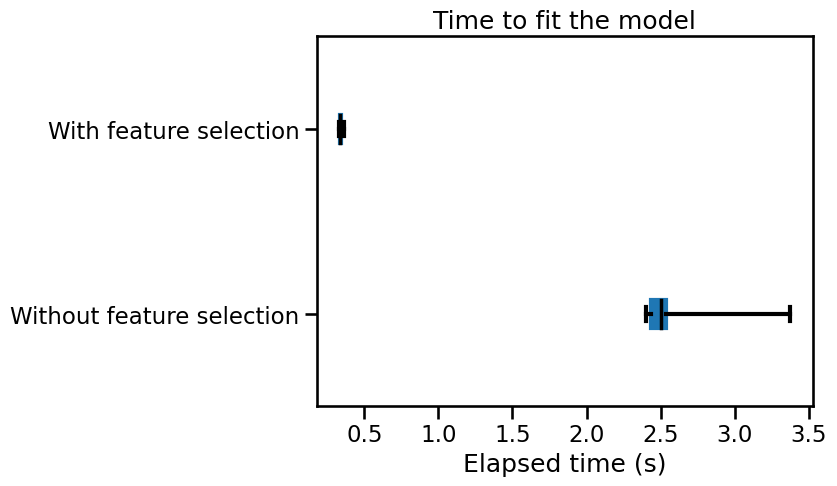 Time to fit the model
With feature selection
Without feature selection
0.5 1.0 1.5 2.0 2.5 3.0 3.5
Elapsed time (s)